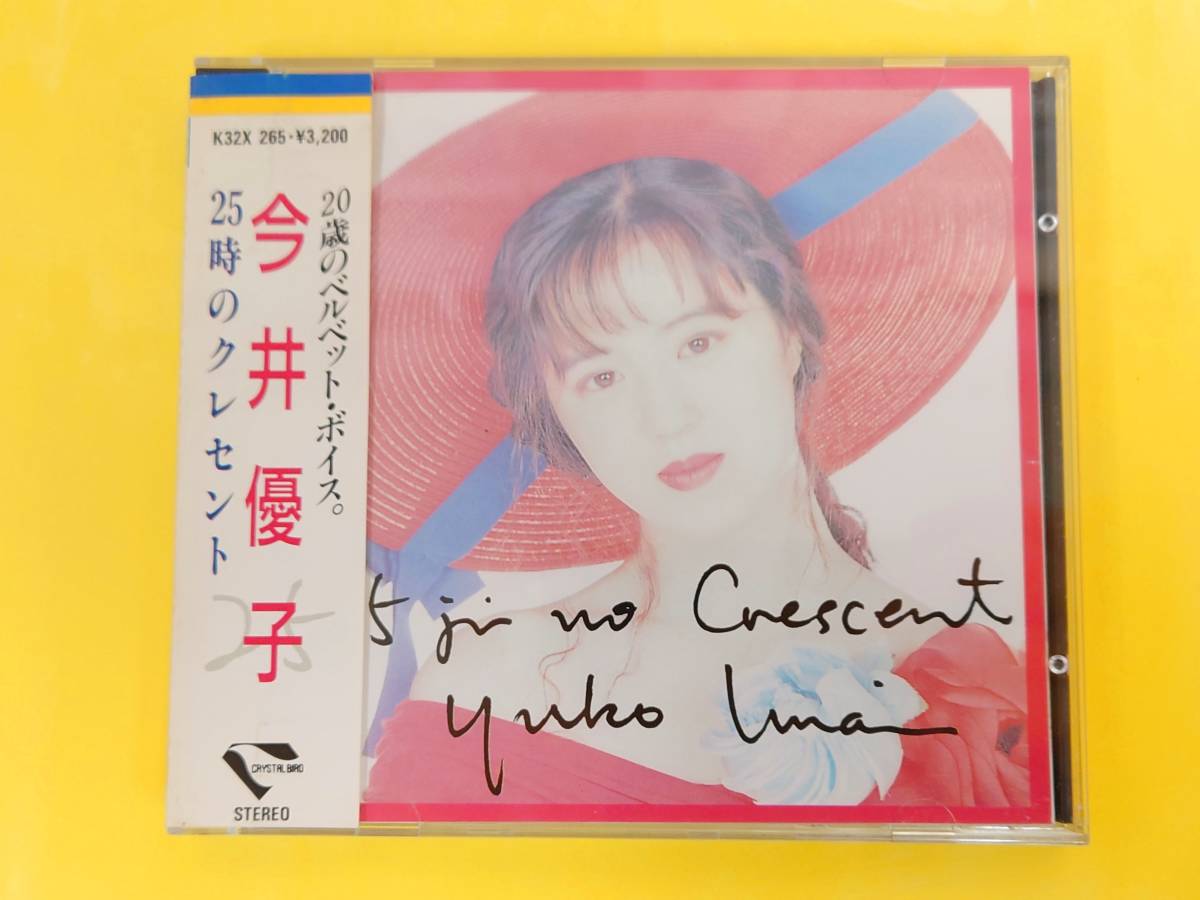 K32X 265・¥3,200
20歳のベルベット・ボイス。
今井優子
25時のクレセント
25
CRYSTAL BIRD
STEREO
5 ji no Crescent
Yuko Imai